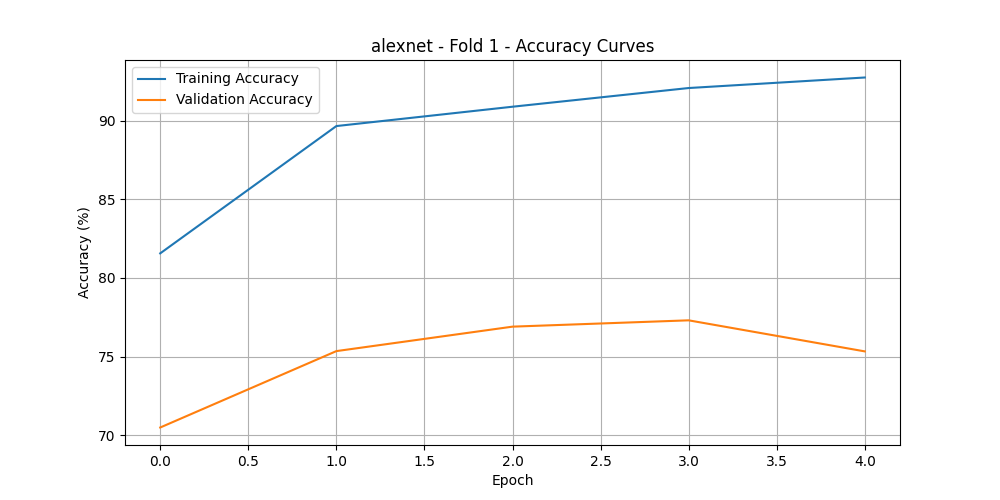 alexnet - Fold 1 - Accuracy Curves
Training Accuracy
Validation Accuracy
Accuracy (%)
90
85
80
75
70
0.0 0.5 1.0 1.5 2.0 2.5 3.0 3.5 4.0
Epoch